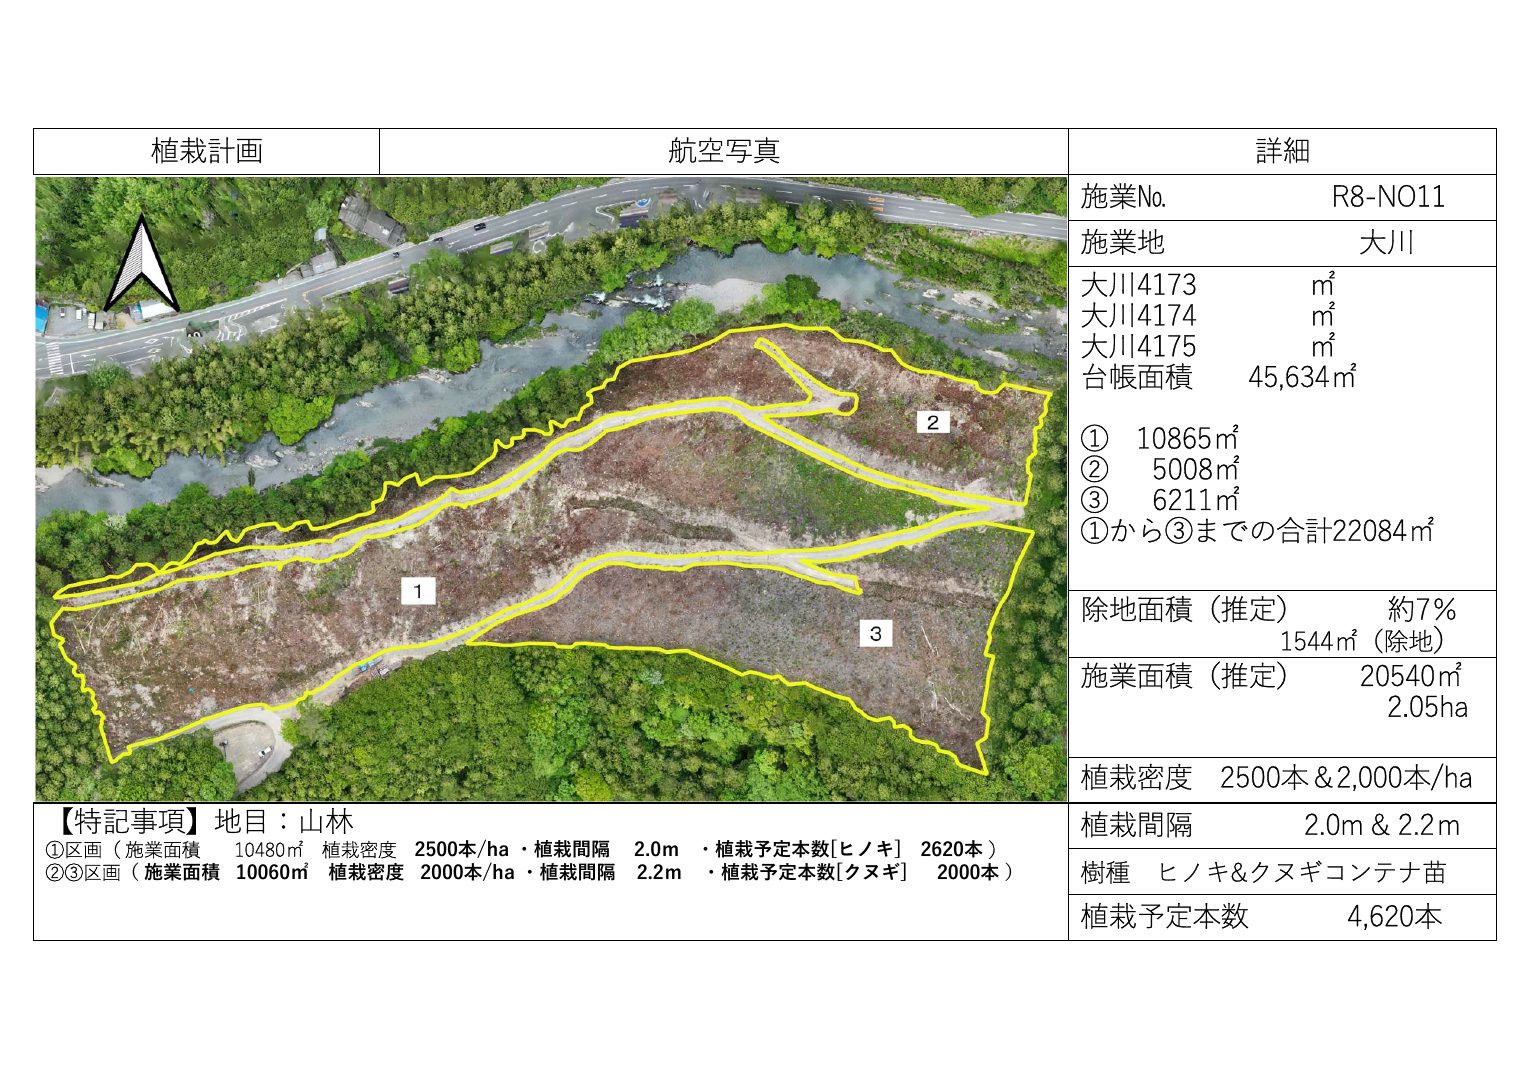 植栽計画 航空写真 詳細
施業№ R8-NO11
施業地 大川
大川4173 ㎡
大川4174 ㎡
大川4175 ㎡
台帳面積 45,634㎡
① 10865㎡
② 5008㎡
③ 6211㎡
①から③までの合計22084㎡
除地面積（推定） 約7%
1544㎡（除地）
施業面積（推定） 20540㎡
2.05ha
植栽密度 2500本＆2,000本/ha
植栽間隔 2.0m & 2.2m
樹種 ヒノキ&クヌギコンテナ苗
植栽予定本数 4,620本
2
1
3
【特記事項】地目：山林
①区画（ 施業面積 10480㎡ 植栽密度 2500本/ha ・植栽間隔 2.0m ・植栽予定本数[ヒノキ] 2620本 ）
②③区画（ 施業面積 10060㎡ 植栽密度 2000本/ha ・植栽間隔 2.2m ・植栽予定本数[クヌギ] 2000本 ）